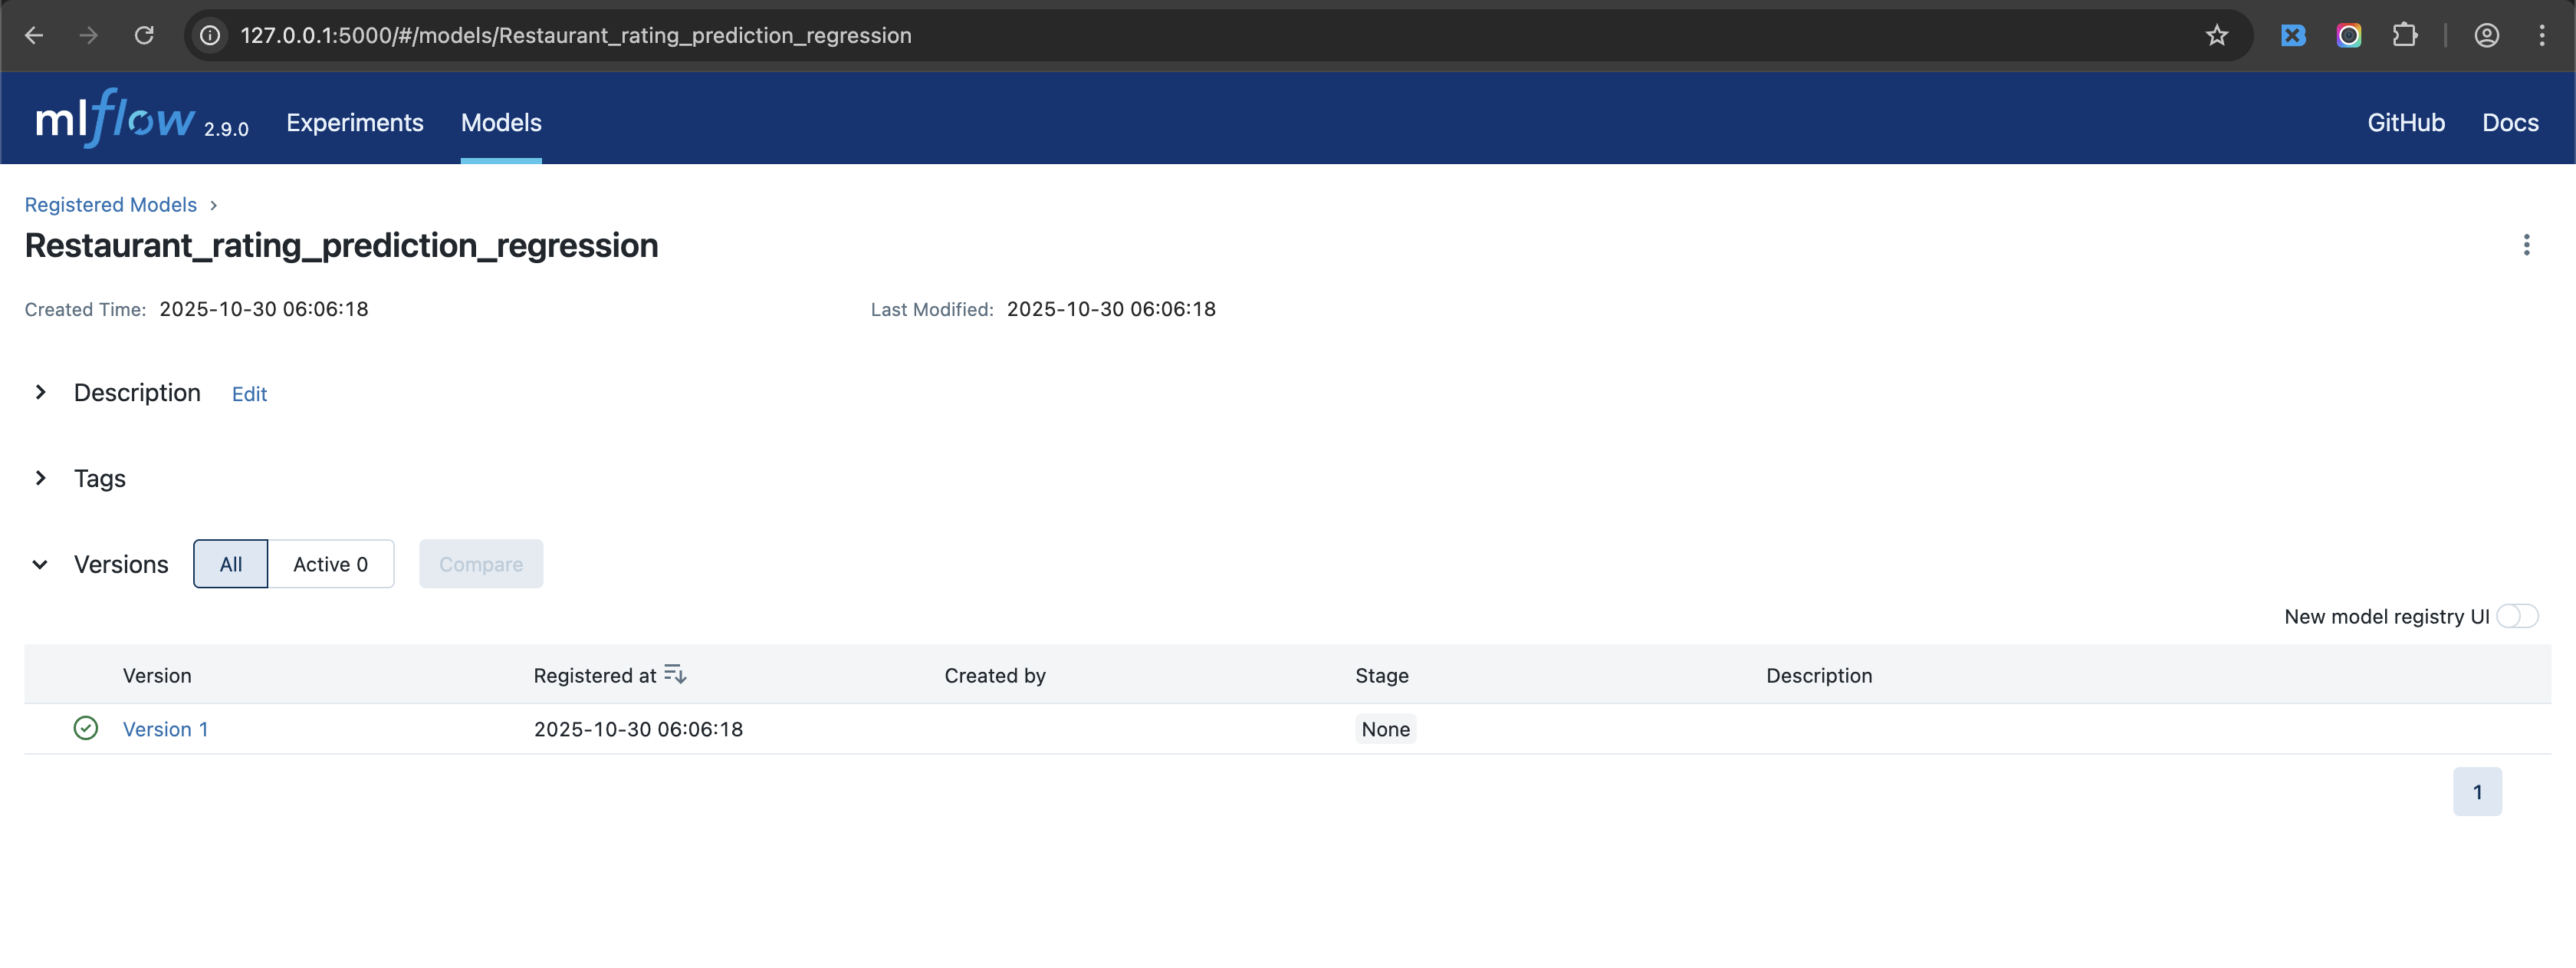 127.0.0.1:5000/#/models/Restaurant_rating_prediction_regression
mlflow 2.9.0 Experiments Models GitHub Docs
Registered Models
Restaurant_rating_prediction_regression
Created Time: 2025-10-30 06:06:18 Last Modified: 2025-10-30 06:06:18
Description Edit
Tags
Versions All Active 0 Compare
New model registry UI
Version Registered at Created by Stage Description
Version 1 2025-10-30 06:06:18 None
1